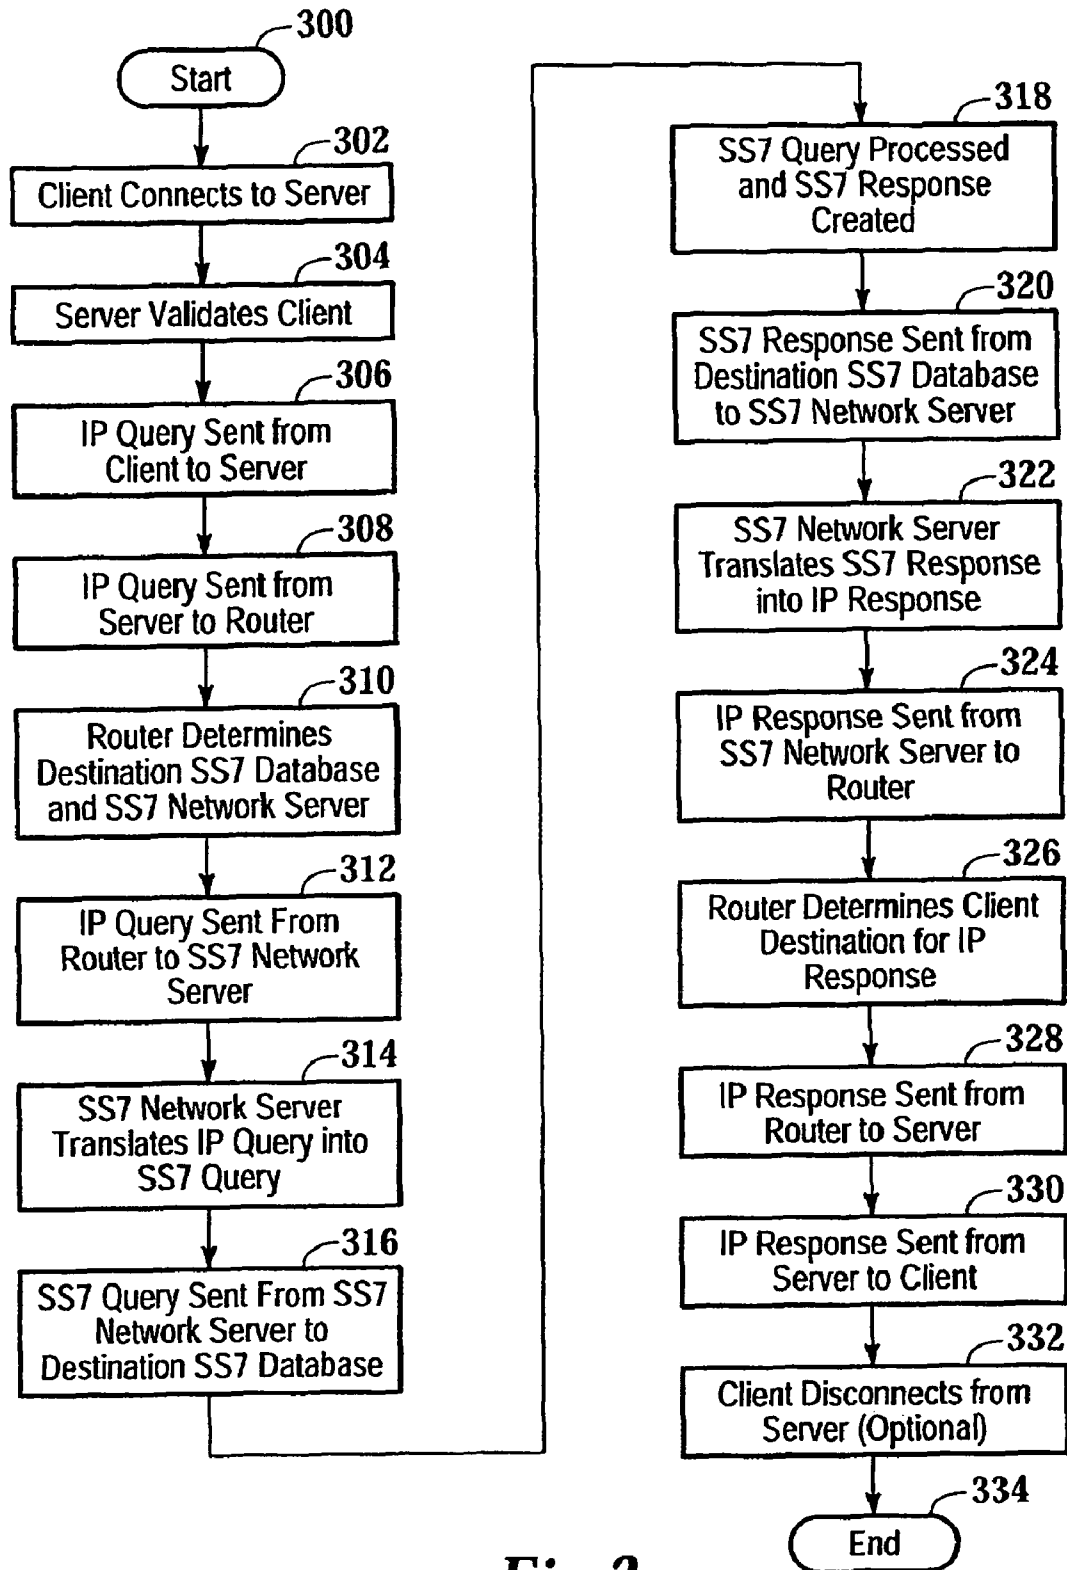 300
Start
302
Client Connects to Server
304
Server Validates Client
306
IP Query Sent from
Client to Server
308
IP Query Sent from
Server to Router
310
Router Determines
Destination SS7 Database
and SS7 Network Server
312
IP Query Sent From
Router to SS7 Network
Server
314
SS7 Network Server
Translates IP Query into
SS7 Query
316
SS7 Query Sent From SS7
Network Server to
Destination SS7 Database
318
SS7 Query Processed
and SS7 Response
Created
320
SS7 Response Sent from
Destination SS7 Database
to SS7 Network Server
322
SS7 Network Server
Translates SS7 Response
into IP Response
324
IP Response Sent from
SS7 Network Server to
Router
326
Router Determines Client
Destination for IP
Response
328
IP Response Sent from
Router to Server
330
IP Response Sent from
Server to Client
332
Client Disconnects from
Server (Optional)
334
End